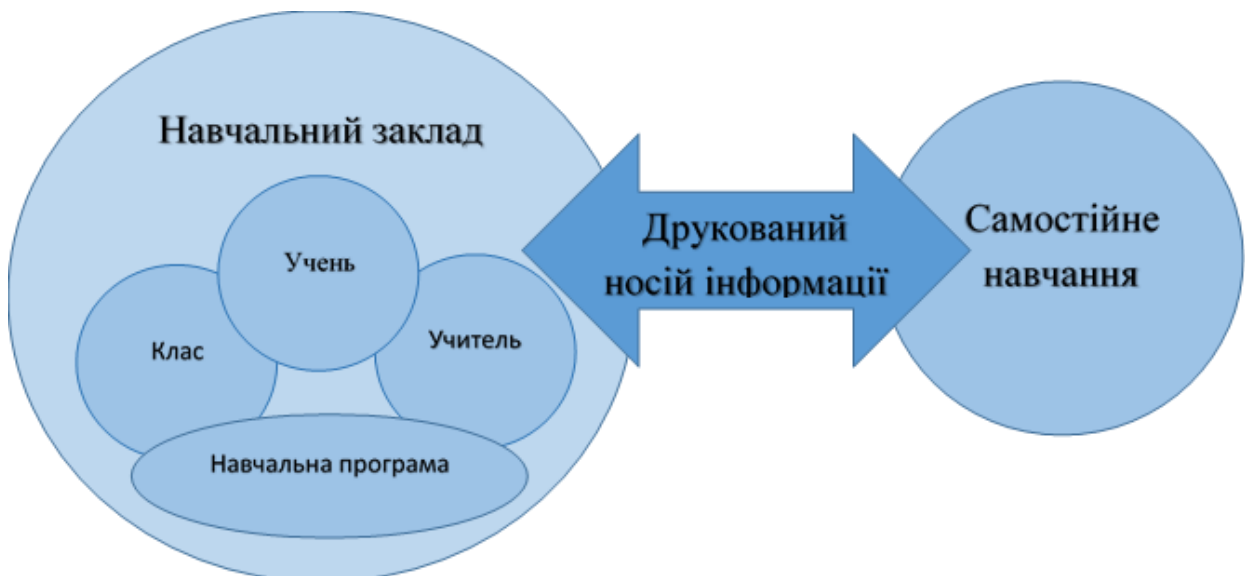 Навчальний заклад
Учень
Клас
Учитель
Навчальна програма
Друкований
носій інформації
Самостійне
навчання